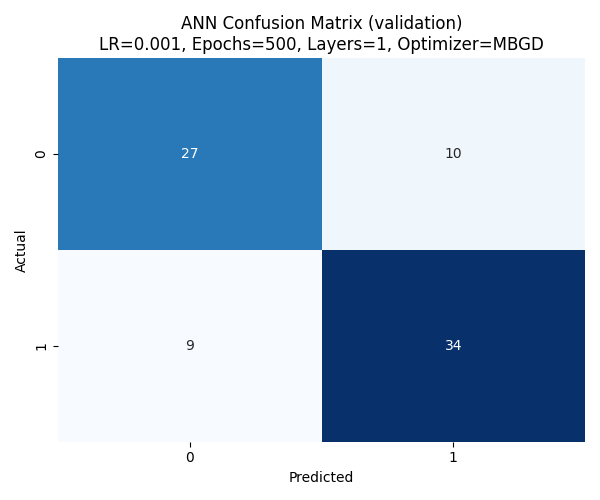 ANN Confusion Matrix (validation)
LR=0.001, Epochs=500, Layers=1, Optimizer=MBGD
Actual
0
27
10
1
9
34
0
1
Predicted